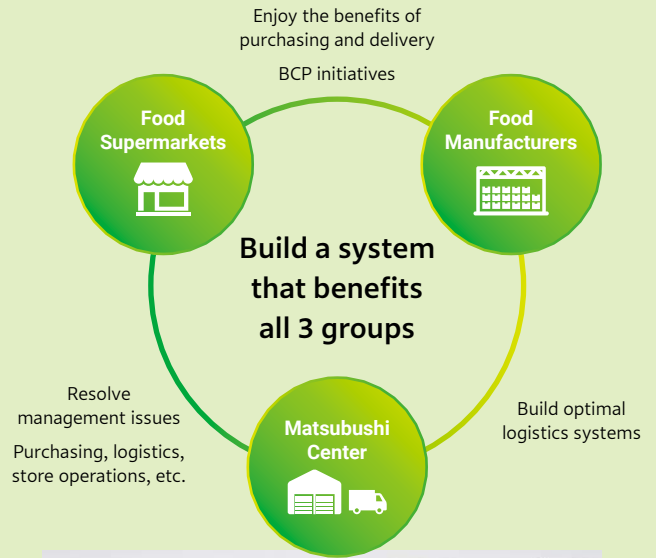 Enjoy the benefits of
purchasing and delivery
BCP initiatives
Food
Supermarkets
Food
Manufacturers
Build a system
that benefits
all 3 groups
Resolve
management issues
Purchasing, logistics,
store operations, etc.
Matsubushi
Center
Build optimal
logistics systems